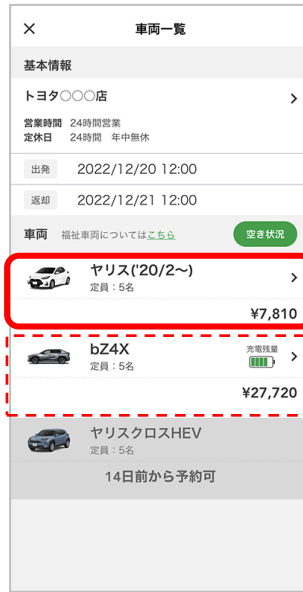 × 車両一覧
基本情報
トヨタ○○○店
営業時間 24時間営業
定休日 24時間 年中無休
出発 2022/12/20 12:00
返却 2022/12/21 12:00
車両 福祉車両についてはこちら 空き状況
ヤリス('20/2〜)
定員：5名
¥7,810
bZ4X 充電残量
定員：5名
¥27,720
ヤリスクロスHEV
定員：5名
14日前から予約可